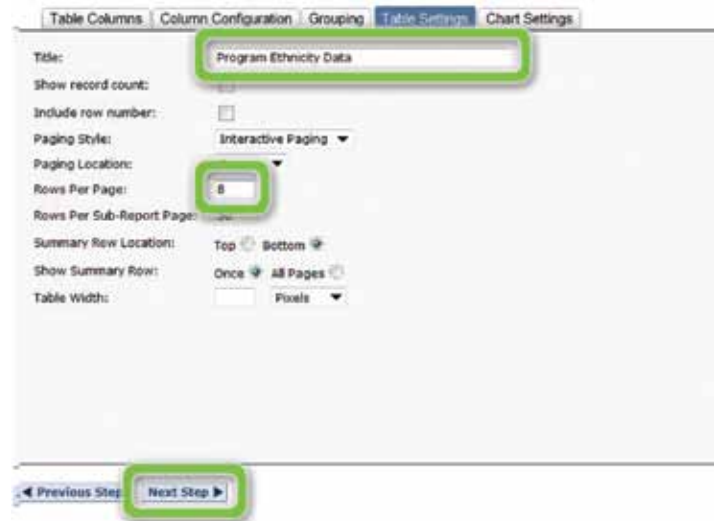 Table Columns Column Configuration Grouping Table Settings Chart Settings
Title: Program Ethnicity Data
Show record count:
Include row number:
Paging Style: Interactive Paging
Paging Location:
Rows Per Page: 8
Rows Per Sub-Report Page:
Summary Row Location: Top Bottom
Show Summary Row: Once All Pages
Table Width: Pixels
Previous Step Next Step